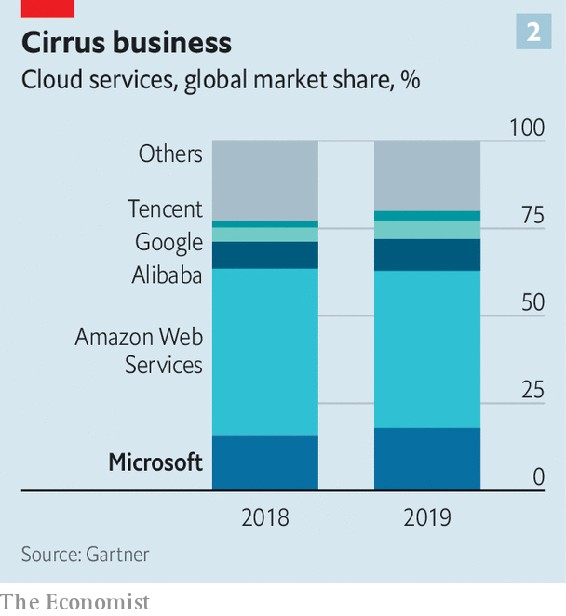 Cirrus business
2
Cloud services, global market share, %
100
Others
Tencent
75
Google
Alibaba
50
Amazon Web
Services
25
Microsoft
0
2018
2019
Source: Gartner
The Economist